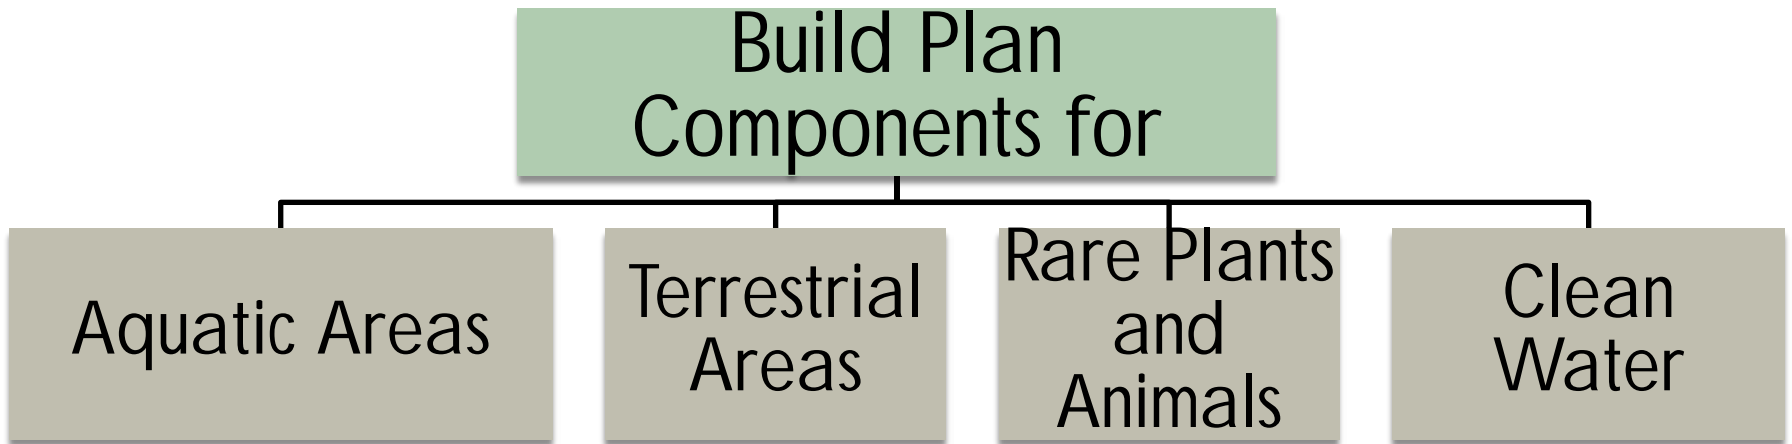 Build Plan
Components for
Aquatic Areas
Terrestrial
Areas
Rare Plants
and
Animals
Clean
Water